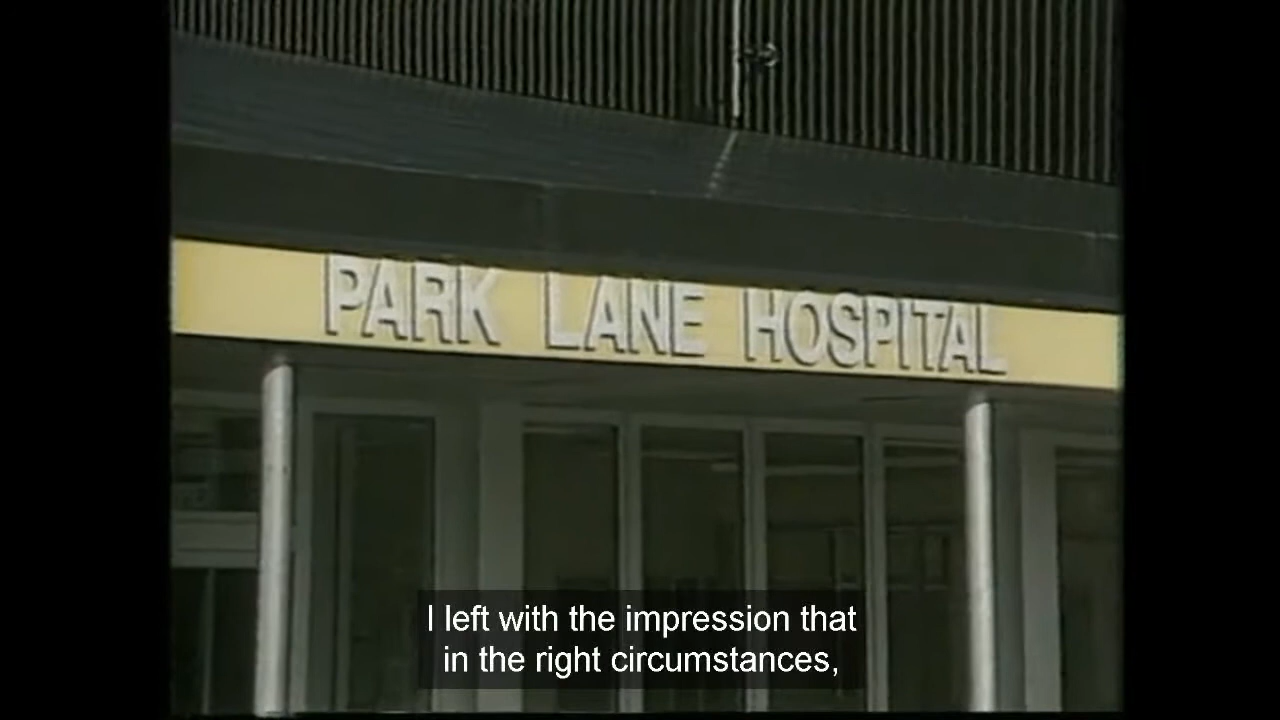 PARK LANE HOSPITAL
I left with the impression that
in the right circumstances,